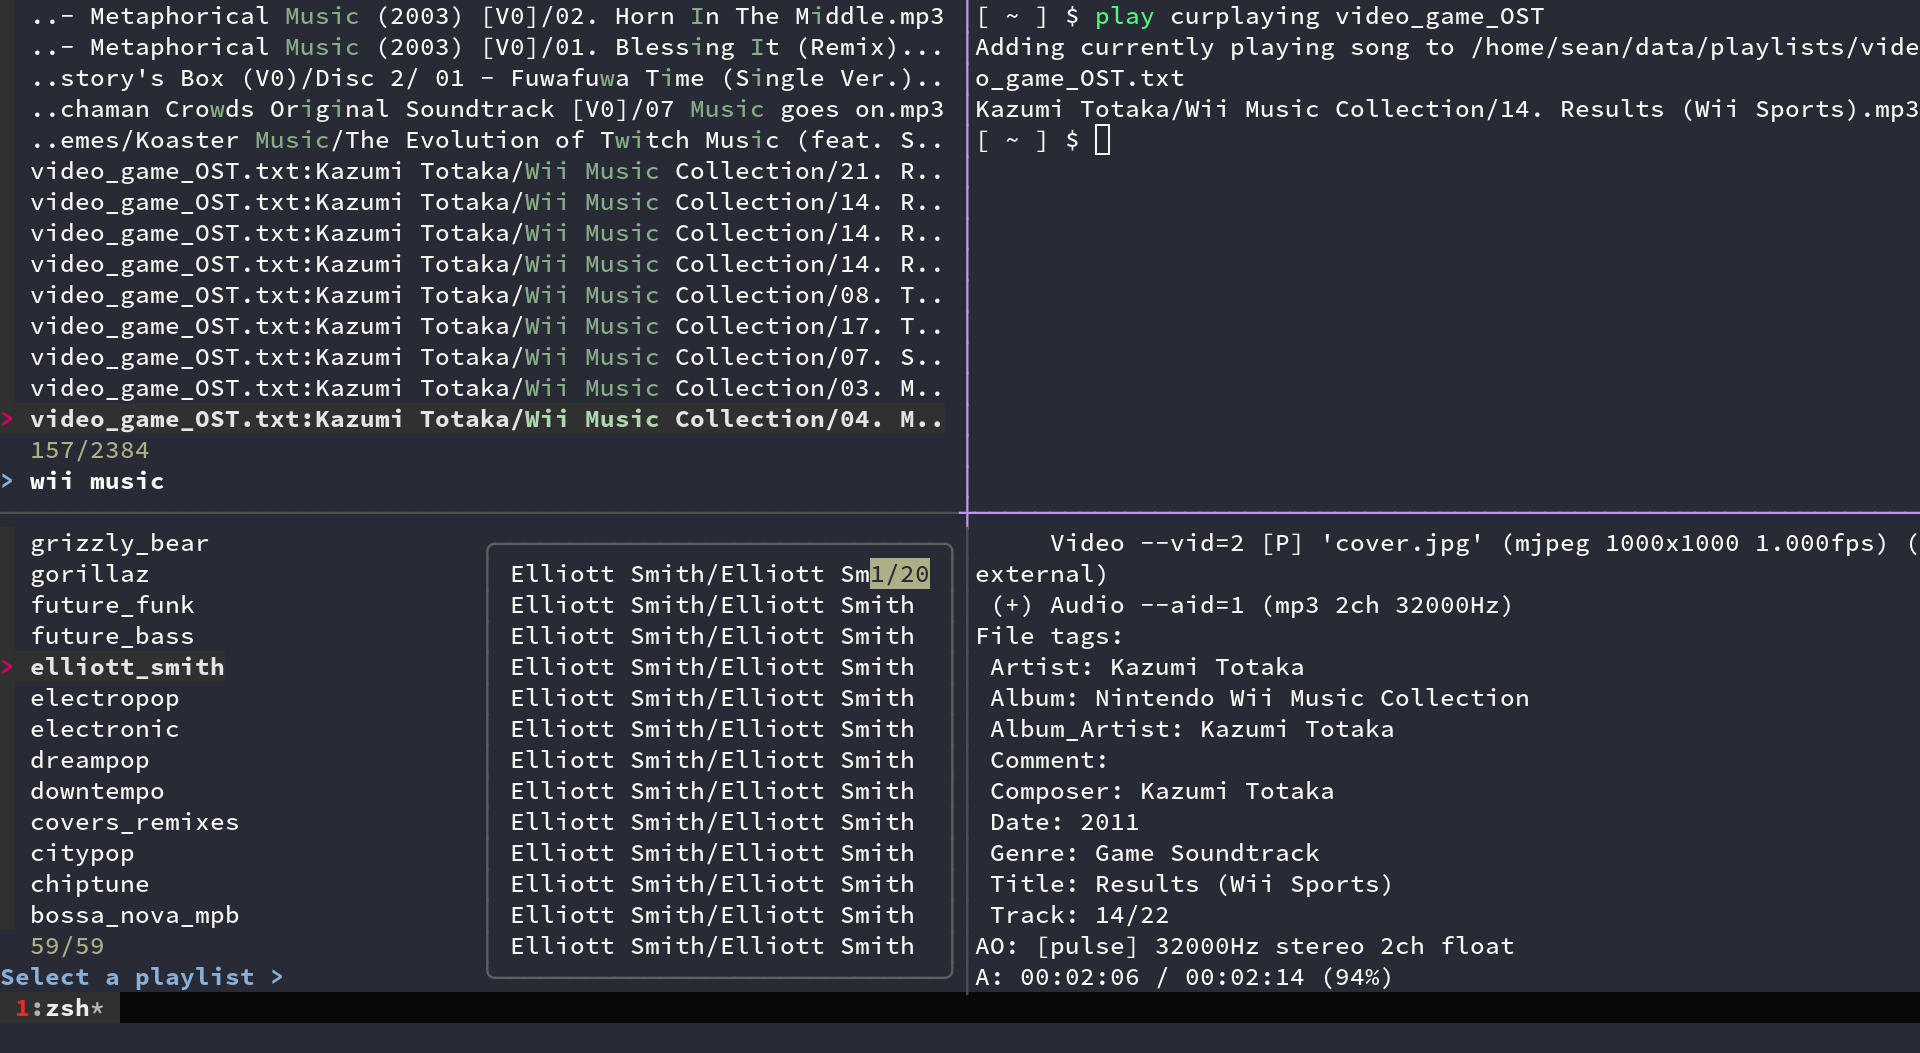 ..- Metaphorical Music (2003) [V0]/02. Horn In The Middle.mp3
..- Metaphorical Music (2003) [V0]/01. Blessing It (Remix)...
..story's Box (V0)/Disc 2/ 01 - Fuwafuwa Time (Single Ver.)..
..chaman Crowds Original Soundtrack [V0]/07 Music goes on.mp3
..emes/Koaster Music/The Evolution of Twitch Music (feat. S..
video_game_OST.txt:Kazumi Totaka/Wii Music Collection/21. R..
video_game_OST.txt:Kazumi Totaka/Wii Music Collection/14. R..
video_game_OST.txt:Kazumi Totaka/Wii Music Collection/14. R..
video_game_OST.txt:Kazumi Totaka/Wii Music Collection/14. R..
video_game_OST.txt:Kazumi Totaka/Wii Music Collection/08. T..
video_game_OST.txt:Kazumi Totaka/Wii Music Collection/17. T..
video_game_OST.txt:Kazumi Totaka/Wii Music Collection/07. S..
video_game_OST.txt:Kazumi Totaka/Wii Music Collection/03. M..
> video_game_OST.txt:Kazumi Totaka/Wii Music Collection/04. M..
157/2384
> wii music
[ ~ ] $ play curplaying video_game_OST
Adding currently playing song to /home/sean/data/playlists/vide
o_game_OST.txt
Kazumi Totaka/Wii Music Collection/14. Results (Wii Sports).mp3
[ ~ ] $
grizzly_bear
gorillaz
future_funk
future_bass
> elliott_smith
electropop
electronic
dreampop
downtempo
covers_remixes
citypop
chiptune
bossa_nova_mpb
59/59
Select a playlist >
Elliott Smith/Elliott Sm1/20
Elliott Smith/Elliott Smith
Elliott Smith/Elliott Smith
Elliott Smith/Elliott Smith
Elliott Smith/Elliott Smith
Elliott Smith/Elliott Smith
Elliott Smith/Elliott Smith
Elliott Smith/Elliott Smith
Elliott Smith/Elliott Smith
Elliott Smith/Elliott Smith
Elliott Smith/Elliott Smith
Elliott Smith/Elliott Smith
Elliott Smith/Elliott Smith
Video --vid=2 [P] 'cover.jpg' (mjpeg 1000x1000 1.000fps) (
external)
(+) Audio --aid=1 (mp3 2ch 32000Hz)
File tags:
Artist: Kazumi Totaka
Album: Nintendo Wii Music Collection
Album_Artist: Kazumi Totaka
Comment:
Composer: Kazumi Totaka
Date: 2011
Genre: Game Soundtrack
Title: Results (Wii Sports)
Track: 14/22
AO: [pulse] 32000Hz stereo 2ch float
A: 00:02:06 / 00:02:14 (94%)
1:zsh*